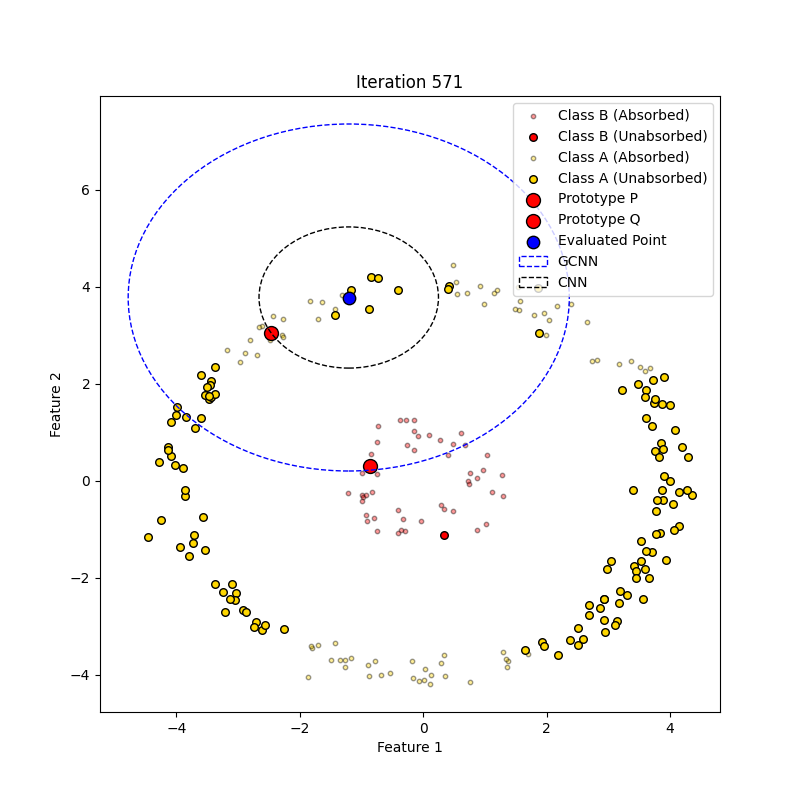 Iteration 571
Class B (Absorbed)
Class B (Unabsorbed)
Class A (Absorbed)
Class A (Unabsorbed)
Prototype P
Prototype Q
Evaluated Point
GCNN
CNN
6
4
2
0
−2
−4
Feature 2
−4
−2
0
2
4
Feature 1